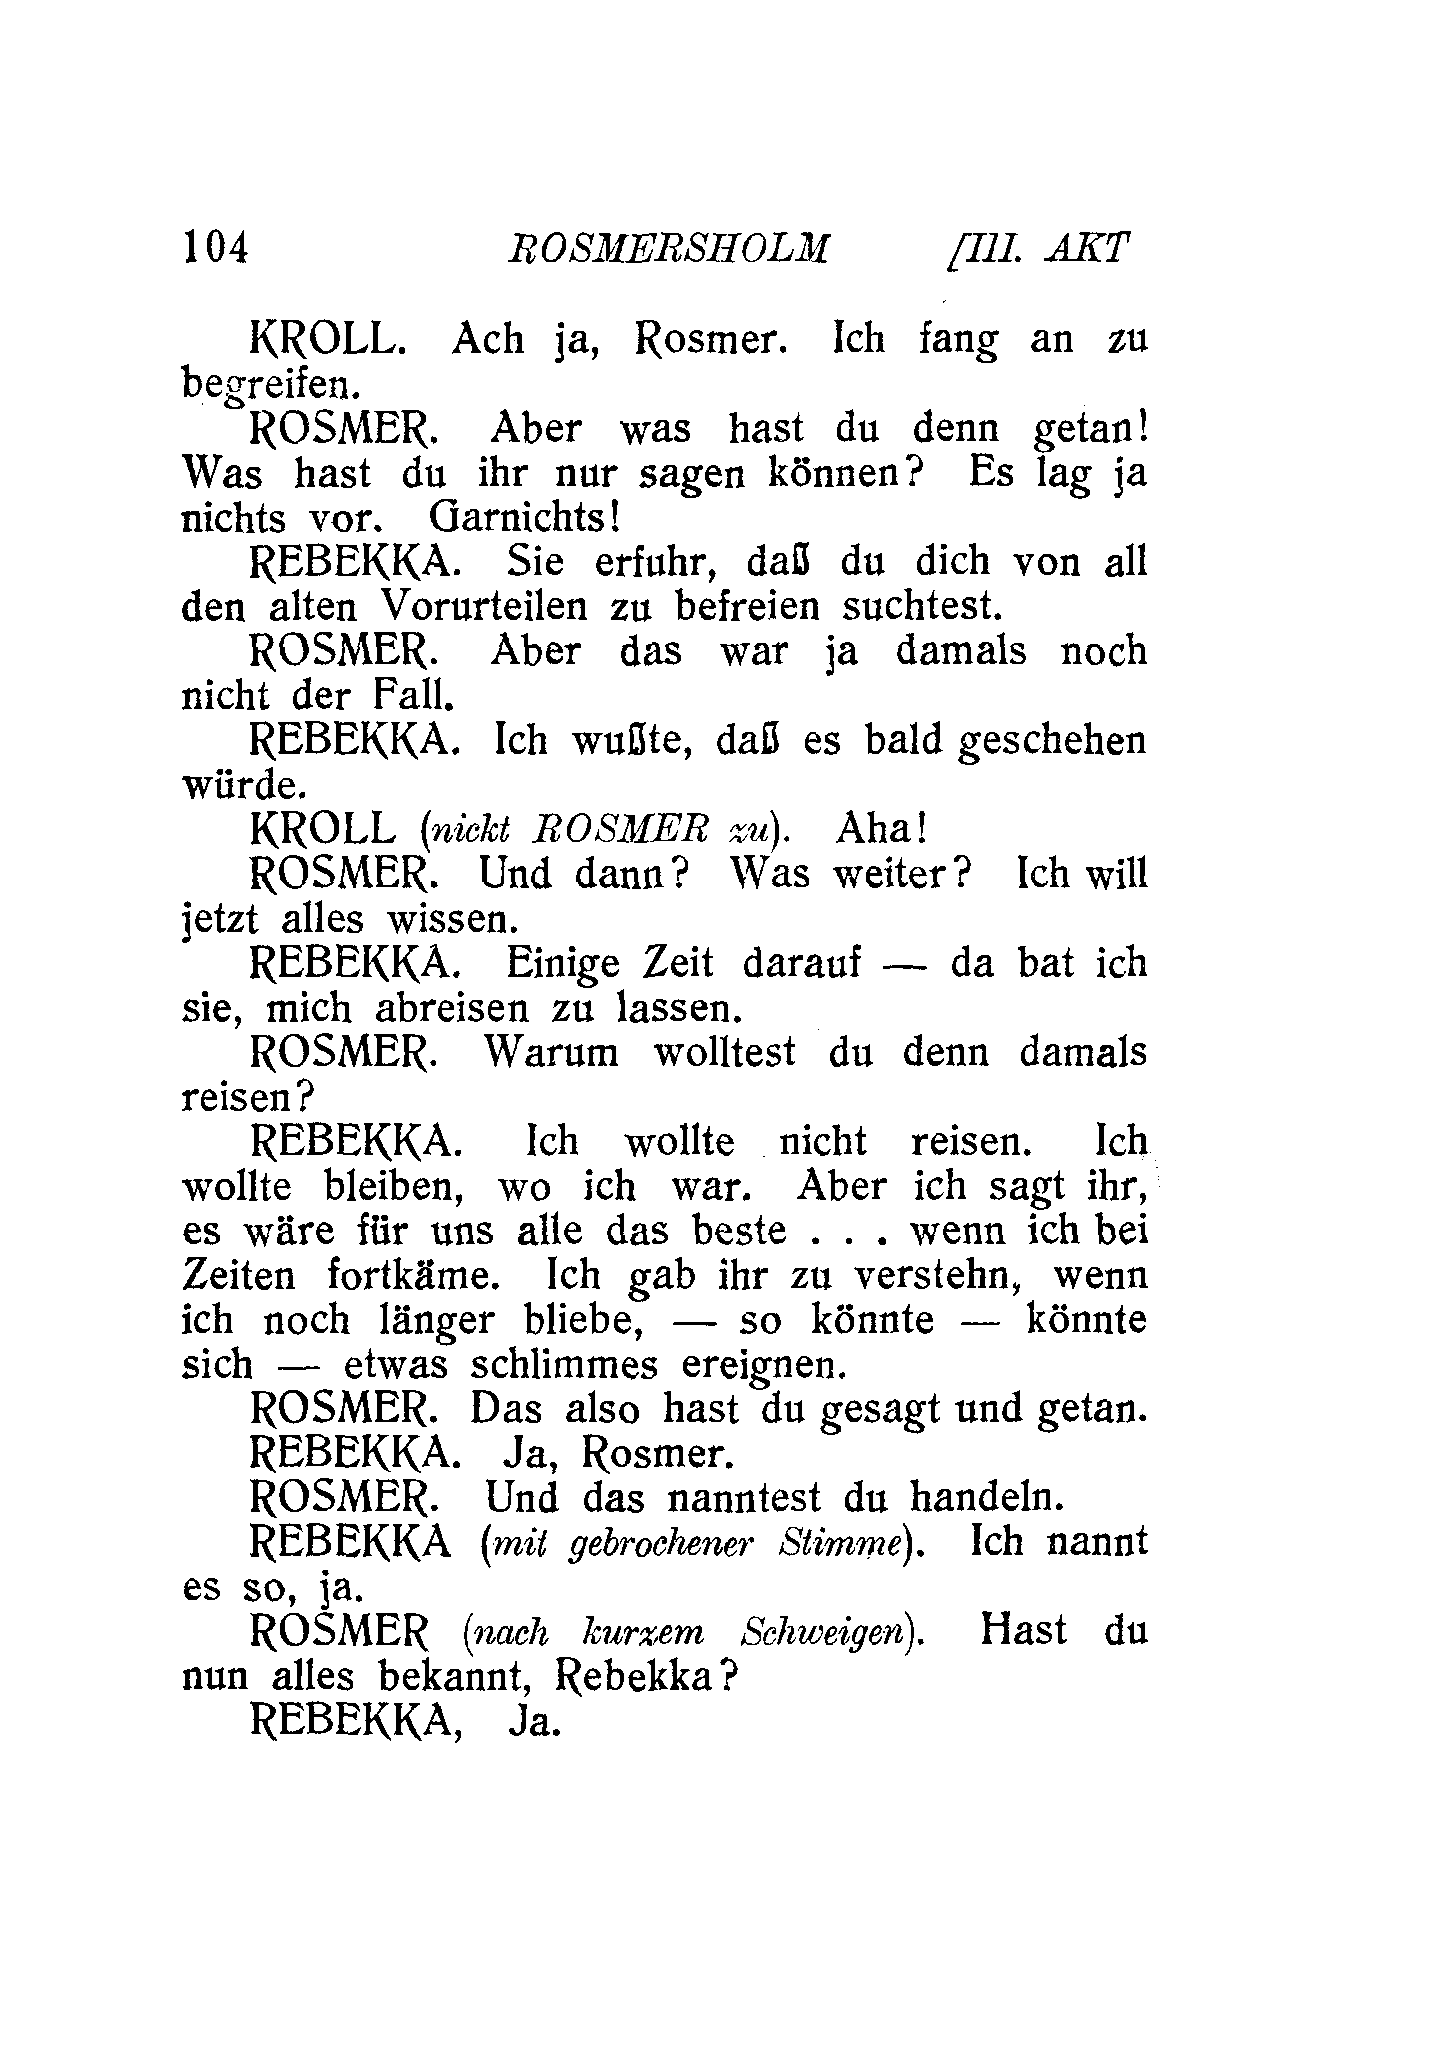 104 ROSMERSHOLM [III. AKT
KROLL. Ach ja, Rosmer. Ich fang an zu
begreifen.
ROSMER. Aber was hast du denn getan!
Was hast du ihr nur sagen können? Es lag ja
nichts vor. Garnichts!
REBEKKA. Sie erfuhr, daß du dich von all
den alten Vorurteilen zu befreien suchtest.
ROSMER. Aber das war ja damals noch
nicht der Fall.
REBEKKA. Ich wußte, daß es bald geschehen
würde.
KROLL (nickt ROSMER zu). Aha!
ROSMER. Und dann? Was weiter? Ich will
jetzt alles wissen.
REBEKKA. Einige Zeit darauf — da bat ich
sie, mich abreisen zu lassen.
ROSMER. Warum wolltest du denn damals
reisen?
REBEKKA. Ich wollte nicht reisen. Ich
wollte bleiben, wo ich war. Aber ich sagt ihr,
es wäre für uns alle das beste . . . wenn ich bei
Zeiten fortkäme. Ich gab ihr zu verstehn, wenn
ich noch länger bliebe, — so könnte — könnte
sich — etwas schlimmes ereignen.
ROSMER. Das also hast du gesagt und getan.
REBEKKA. Ja, Rosmer.
ROSMER. Und das nanntest du handeln.
REBEKKA (mit gebrochener Stimme). Ich nannt
es so, ja.
ROSMER (nach kurzem Schweigen). Hast du
nun alles bekannt, Rebekka?
REBEKKA, Ja.